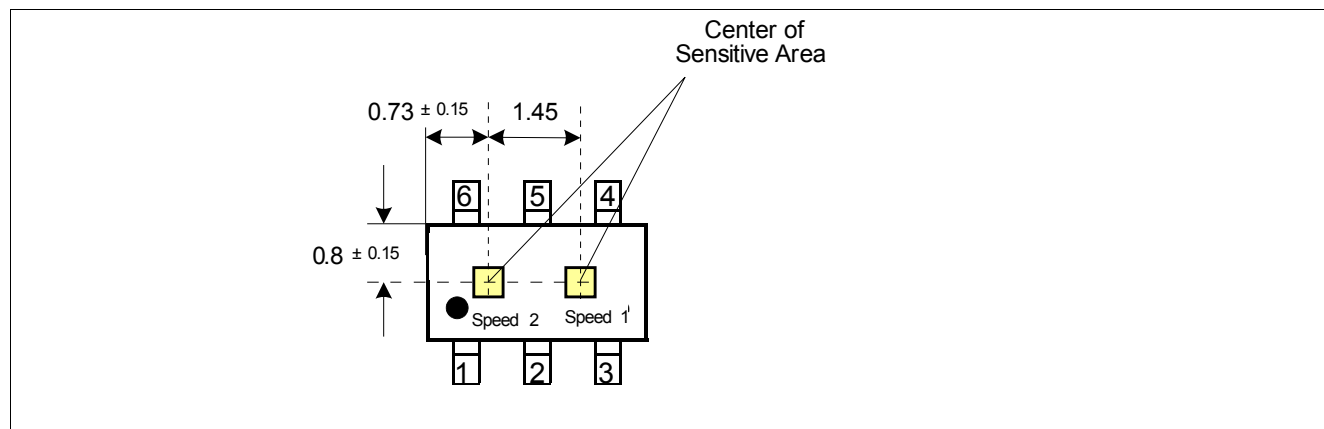 Center of
Sensitive Area
0.73 ± 0.15
1.45
6
5
4
0.8 ± 0.15
Speed 2
Speed 1
1
2
3